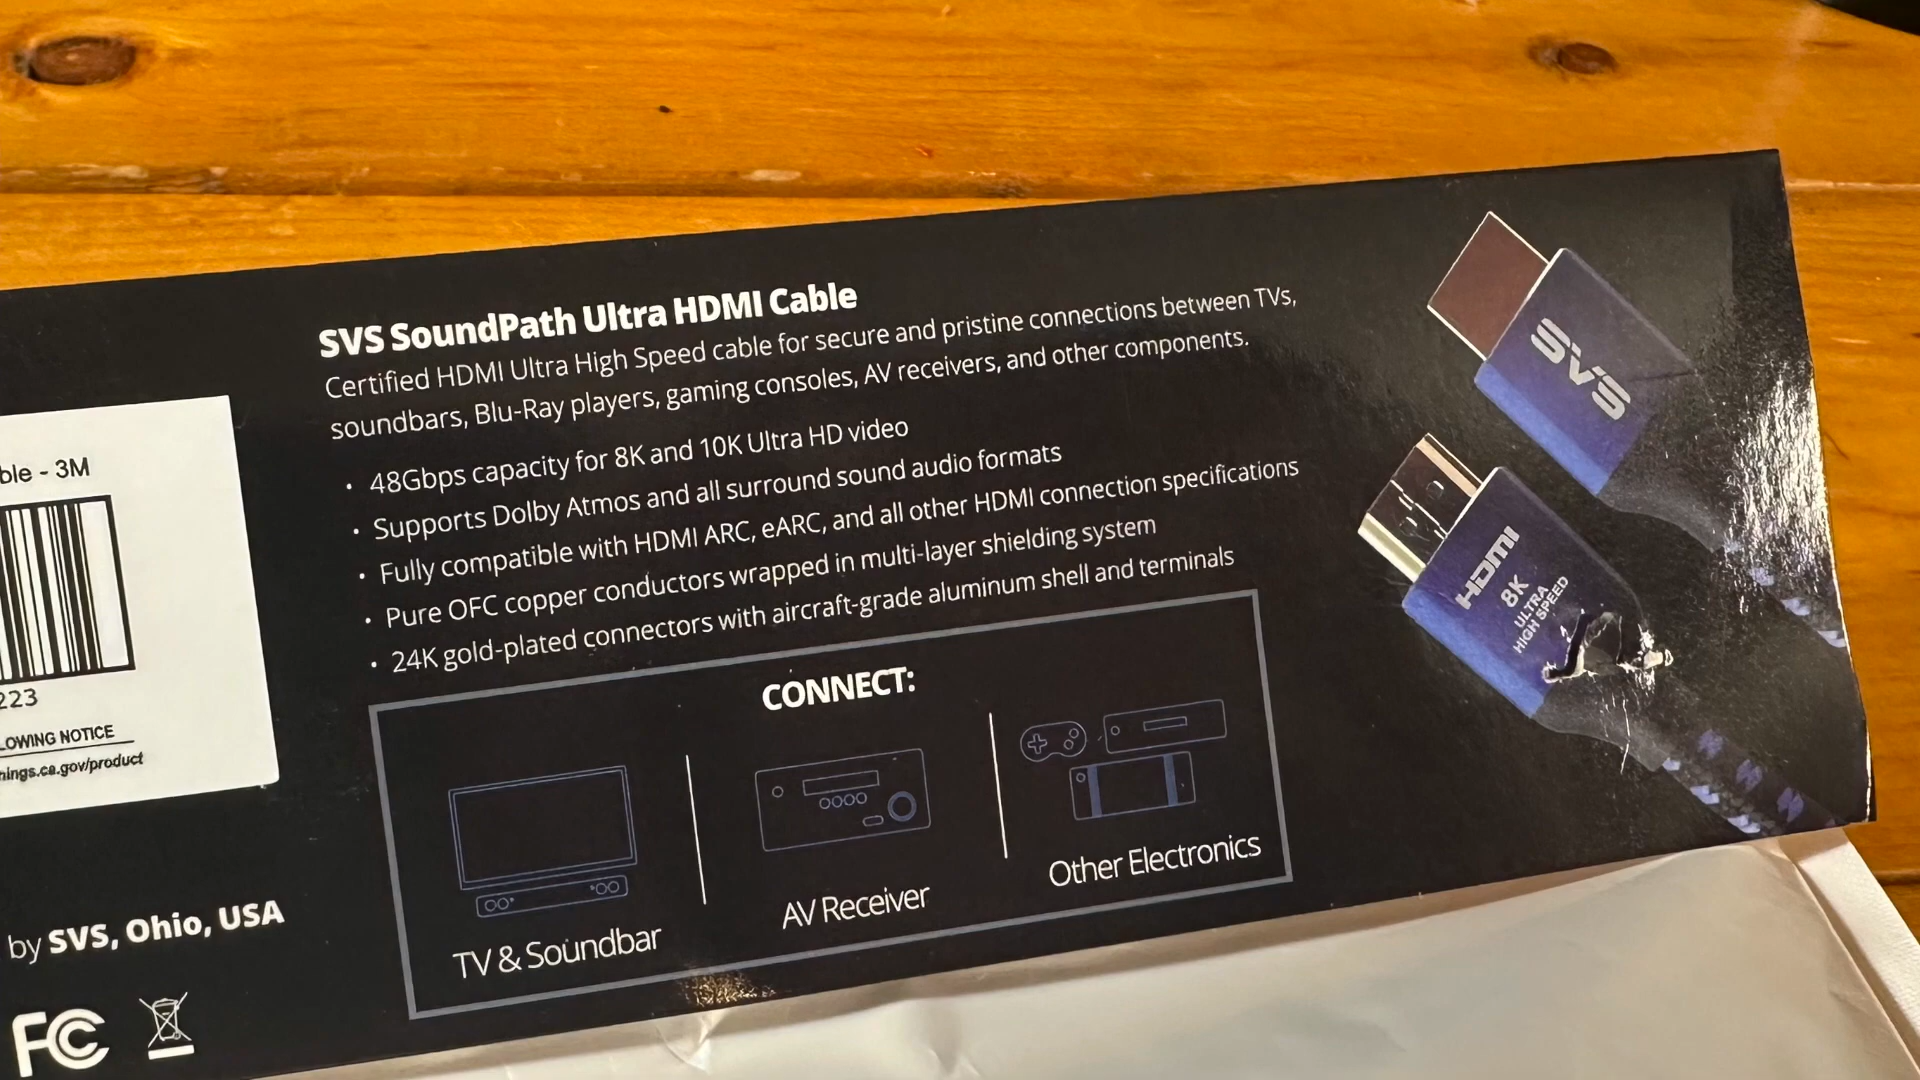 SVS SoundPath Ultra HDMI Cable
Certified HDMI Ultra High Speed cable for secure and pristine connections between TVs,
soundbars, Blu-Ray players, gaming consoles, AV receivers, and other components.
• 48Gbps capacity for 8K and 10K Ultra HD video
• Supports Dolby Atmos and all surround sound audio formats
• Fully compatible with HDMI ARC, eARC, and all other HDMI connection specifications
• Pure OFC copper conductors wrapped in multi-layer shielding system
• 24K gold-plated connectors with aircraft-grade aluminum shell and terminals
CONNECT:
TV & Soundbar
AV Receiver
Other Electronics
SVS
HDMI
8K
ULTRA
HIGH SPEED
ble - 3M
223
LOWING NOTICE
nings.ca.gov/product
by SVS, Ohio, USA
FC